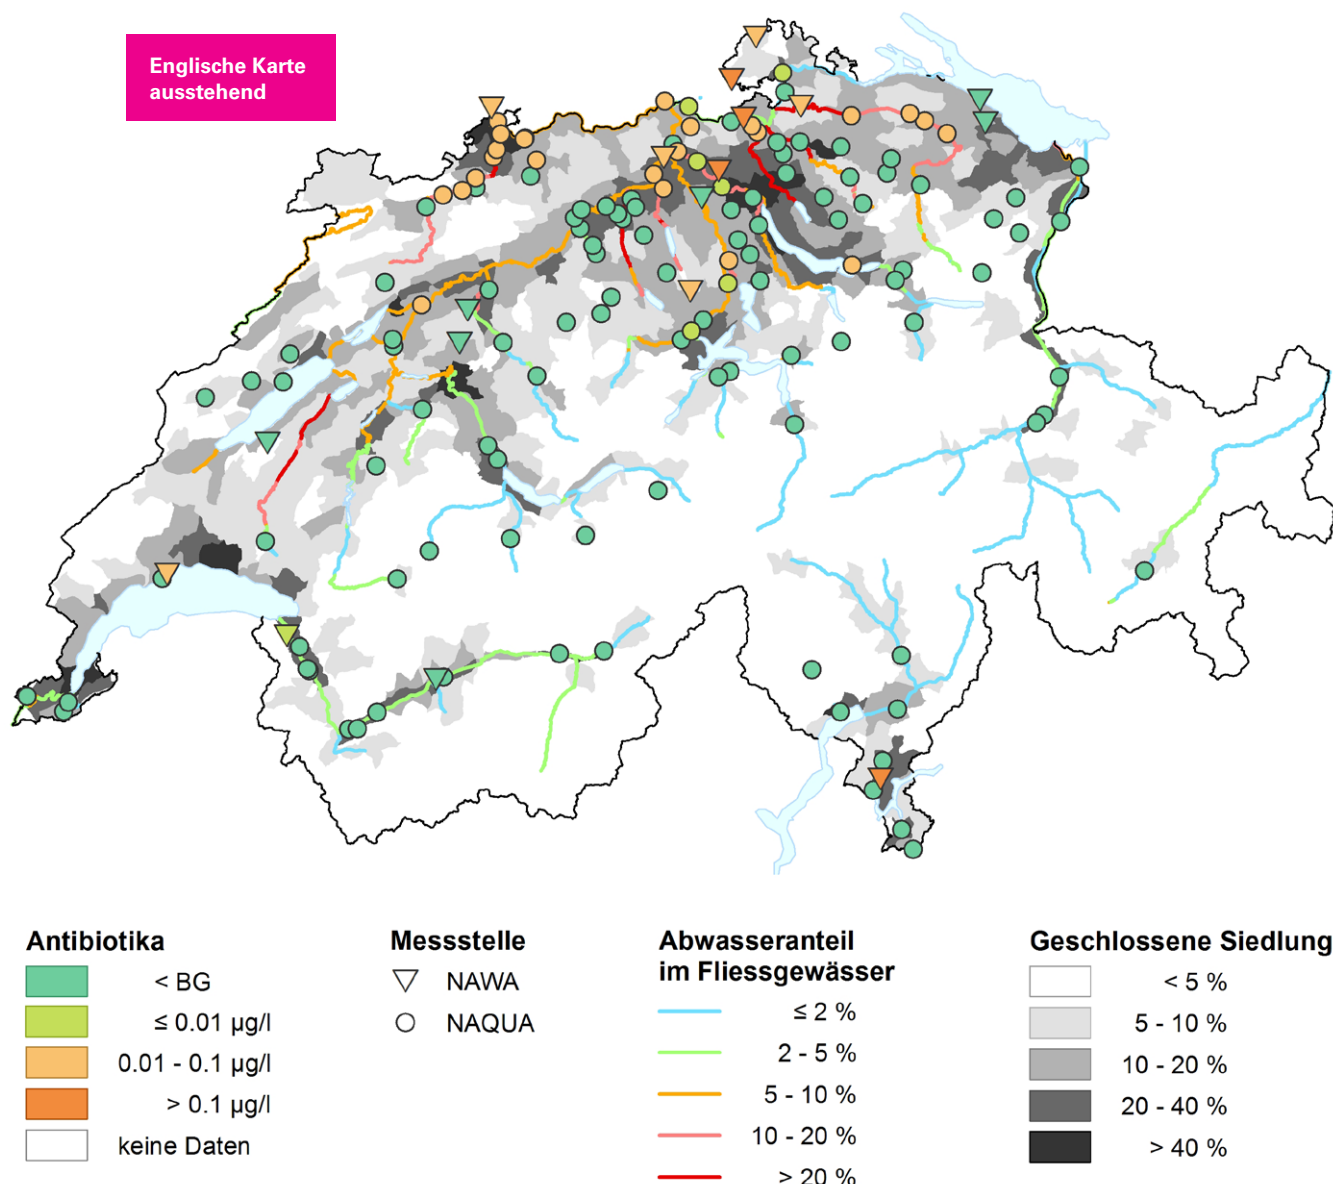 Englische Karte
ausstehend
Antibiotika
< BG
≤ 0.01 µg/l
0.01 - 0.1 µg/l
> 0.1 µg/l
keine Daten
Messstelle
NAWA
NAQUA
Abwasseranteil
im Fliessgewässer
≤ 2 %
2 - 5 %
5 - 10 %
10 - 20 %
> 20 %
Geschlossene Siedlung
< 5 %
5 - 10 %
10 - 20 %
20 - 40 %
> 40 %